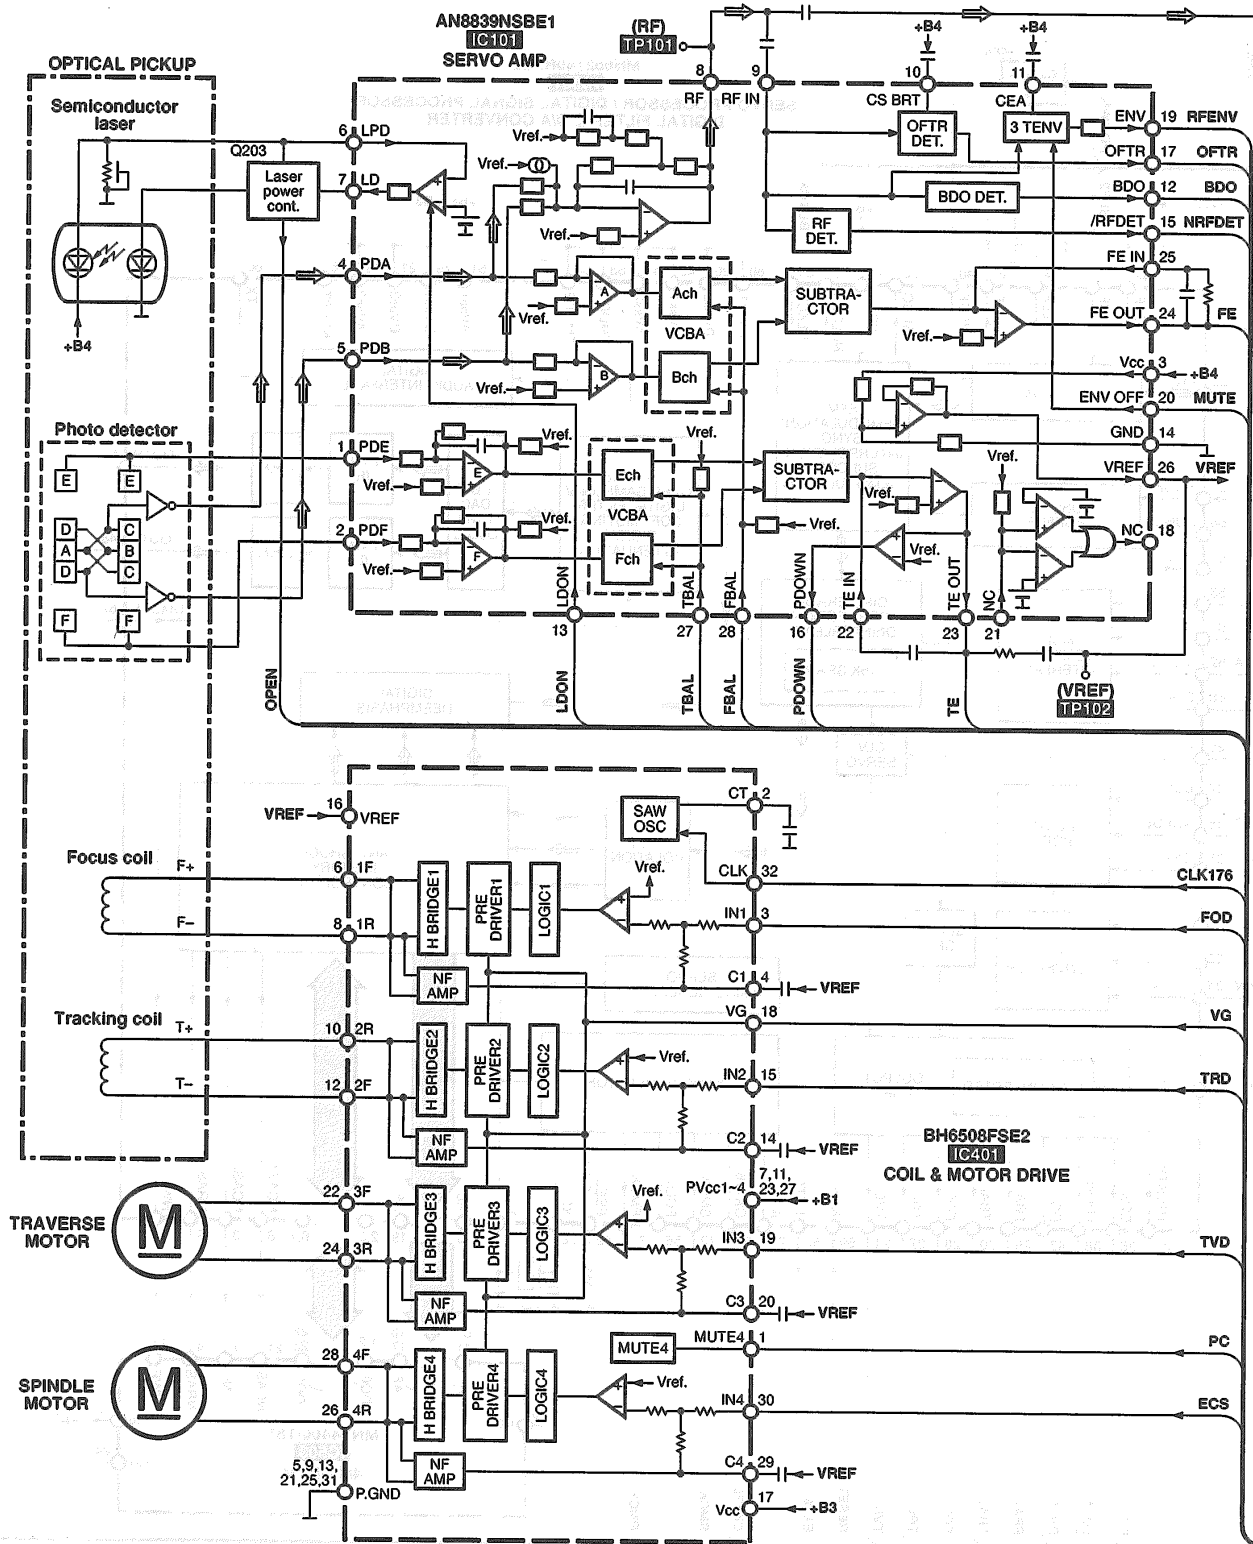 AN8839NSBE1
IC101
SERVO AMP
(RF)
TP101
+B4
+B4
OPTICAL PICKUP
Semiconductor
laser
8
9
10
11
RF
RF IN
CS BRT
CEA
6
LPD
Q203
Laser
power
cont.
7
LD
Vref.
Vref.
Vref.
OFTR
DET.
3 TENV
ENV
19
RFENV
OFTR
17
OFTR
BDO DET.
BDO
12
BDO
RF
DET.
/RFDET
15
NRFDET
4
PDA
A
Vref.
Ach
VCBA
Bch
SUBTRA-
CTOR
FE IN
25
FE OUT
24
FE
Vref.
+B4
5
PDB
B
Vref.
Vcc
3
+B4
ENV OFF
20
MUTE
GND
14
VREF
26
VREF
Photo detector
1
PDE
Vref.
E
Vref.
Ech
VCBA
Fch
Vref.
SUBTRA-
CTOR
Vref.
Vref.
Vref.
Vref.
NC
18
E
E
D
C
A
B
D
C
F
F
2
PDF
Vref.
F
Vref.
LDON
TBAL
FBAL
PDOWN
TE IN
TE OUT
NC
13
27
28
16
22
23
21
OPEN
LDON
TBAL
FBAL
PDOWN
TE
(VREF)
TP102
VREF
16
VREF
SAW
OSC
CT
2
Focus coil
F+
F−
6
1F
8
1R
H BRIDGE1
PRE
DRIVER1
LOGIC1
NF
AMP
Vref.
CLK
32
CLK176
IN1
3
FOD
C1
4
VREF
VG
18
VG
Tracking coil
T+
T−
10
2R
12
2F
H BRIDGE2
PRE
DRIVER2
LOGIC2
NF
AMP
Vref.
IN2
15
TRD
C2
14
VREF
BH6508FSE2
IC401
COIL & MOTOR DRIVE
PVcc1~4
7,11,
23,27
+B1
TRAVERSE
MOTOR
M
22
3F
24
3R
H BRIDGE3
PRE
DRIVER3
LOGIC3
NF
AMP
Vref.
IN3
19
TVD
C3
20
VREF
MUTE4
MUTE4
1
PC
SPINDLE
MOTOR
M
28
4F
26
4R
H BRIDGE4
PRE
DRIVER4
LOGIC4
NF
AMP
Vref.
IN4
30
ECS
C4
29
VREF
5,9,13,
21,25,31
P.GND
Vcc
17
+B3